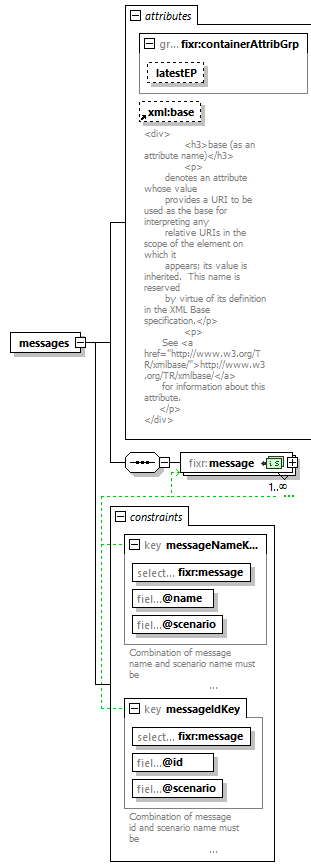 attributes
gr... fixr:containerAttribGrp
latestEP
xml:base
<div>
<h3>base (as an
attribute name)</h3>
<p>
denotes an attribute
whose value
provides a URI to be
used as the base for
interpreting any
relative URIs in the
scope of the element on
which it
appears; its value is
inherited.  This name is
reserved
by virtue of its definition
in the XML Base
specification.</p>
<p>
See <a
href="http://www.w3.org/T
R/xmlbase/">http://www.w3
.org/TR/xmlbase/</a>
for information about this
attribute.
</p>
</div>
messages
fixr:message
1..∞
...
constraints
key messageNameK...
select... fixr:message
fiel... @name
fiel... @scenario
Combination of message
name and scenario name must
be
...
key messageIdKey
select... fixr:message
fiel... @id
fiel... @scenario
Combination of message
id and scenario name must
be
...